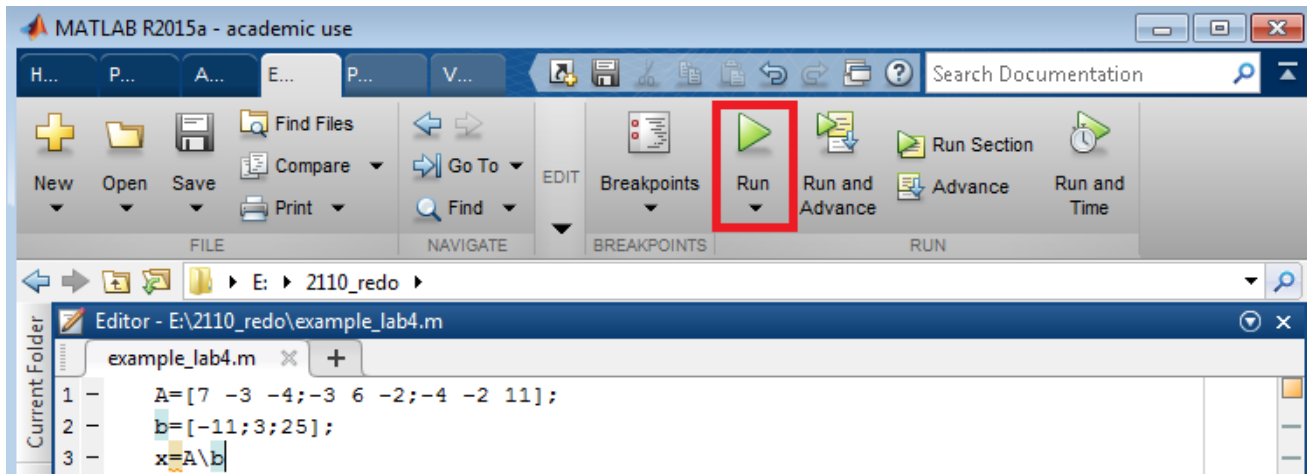 MATLAB R2015a - academic use
H... P... A... E... P... V... Search Documentation
New Open Save Find Files Compare Print
FILE
Go To Find
NAVIGATE
EDIT
Breakpoints
BREAKPOINTS
Run Run and Advance Run Section Advance Run and Time
RUN
E: 2110_redo
Current Folder
Editor - E:\2110_redo\example_lab4.m
example_lab4.m
1 - A=[7 -3 -4;-3 6 -2;-4 -2 11];
2 - b=[-11;3;25];
3 - x=A\b